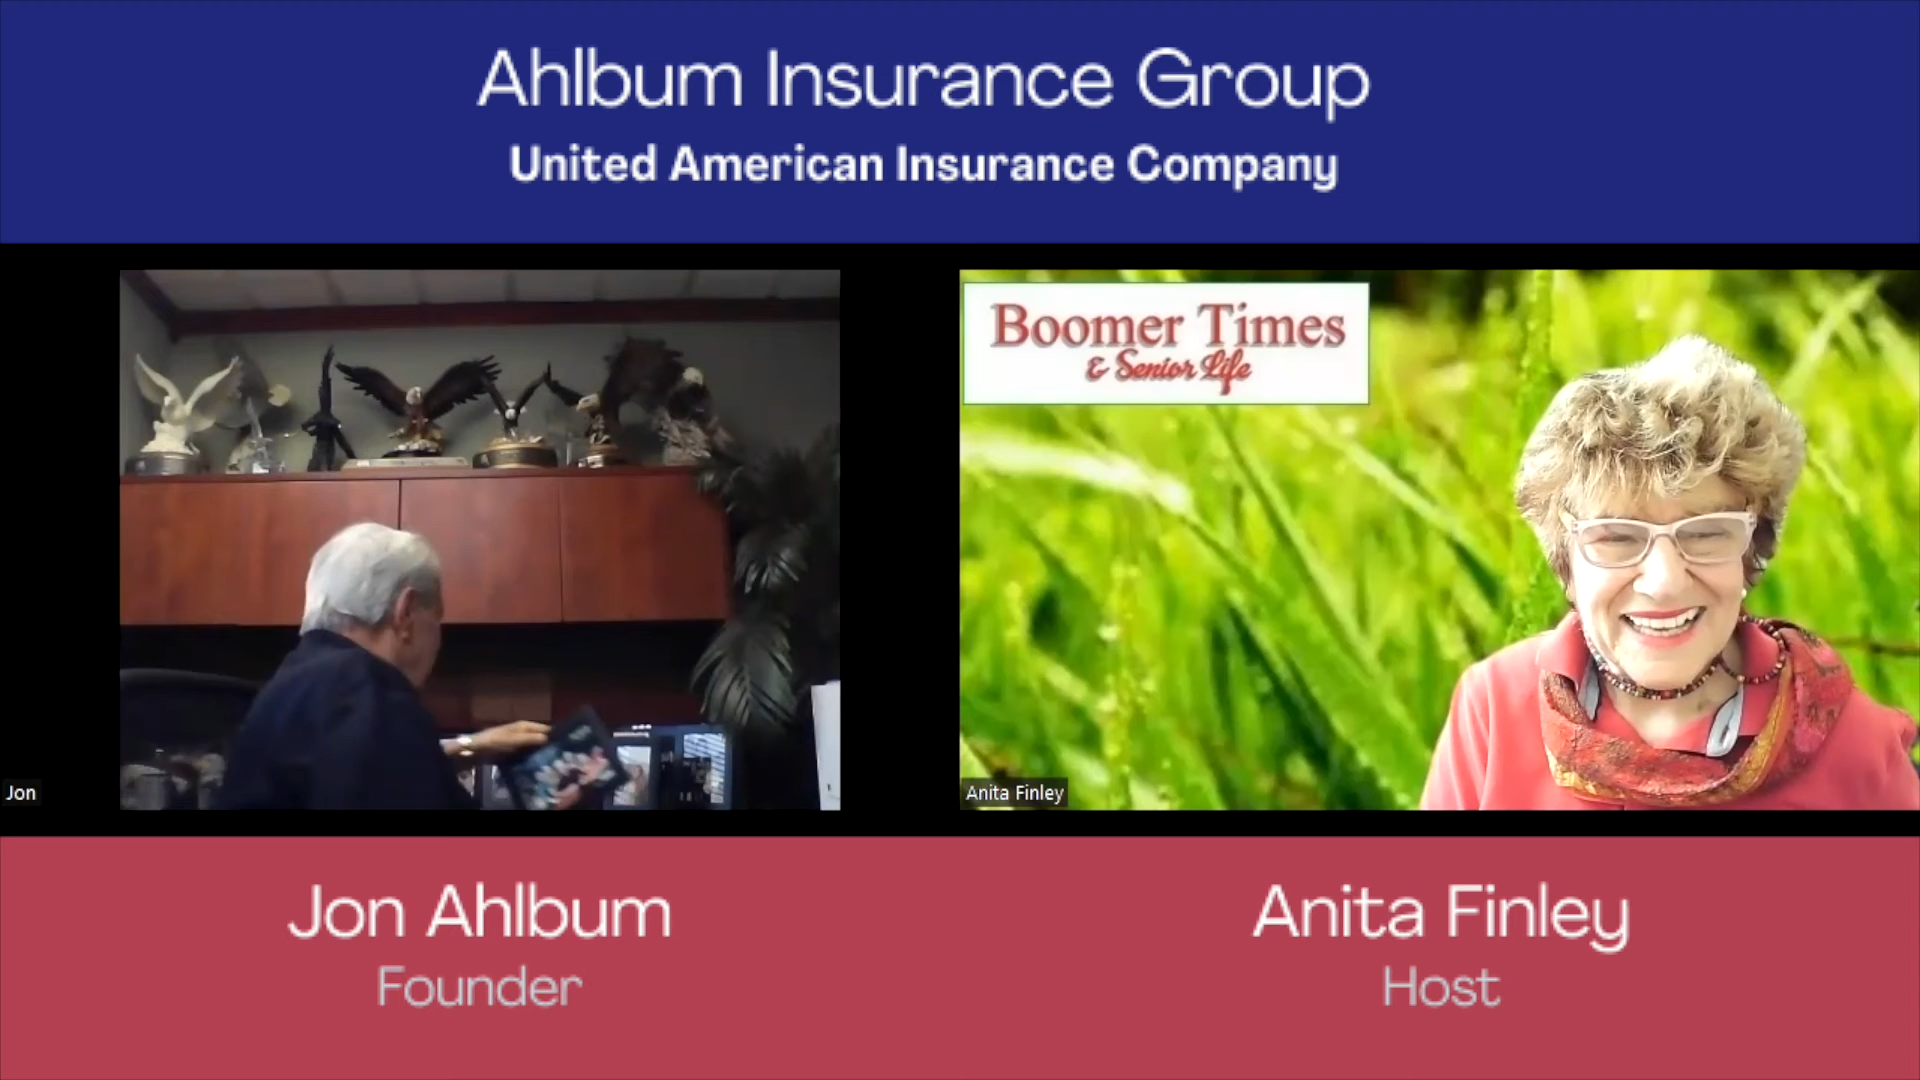 Ahlbum Insurance Group
United American Insurance Company
Boomer Times
& Senior Life
Jon
Anita Finley
Jon Ahlbum
Anita Finley
Founder
Host